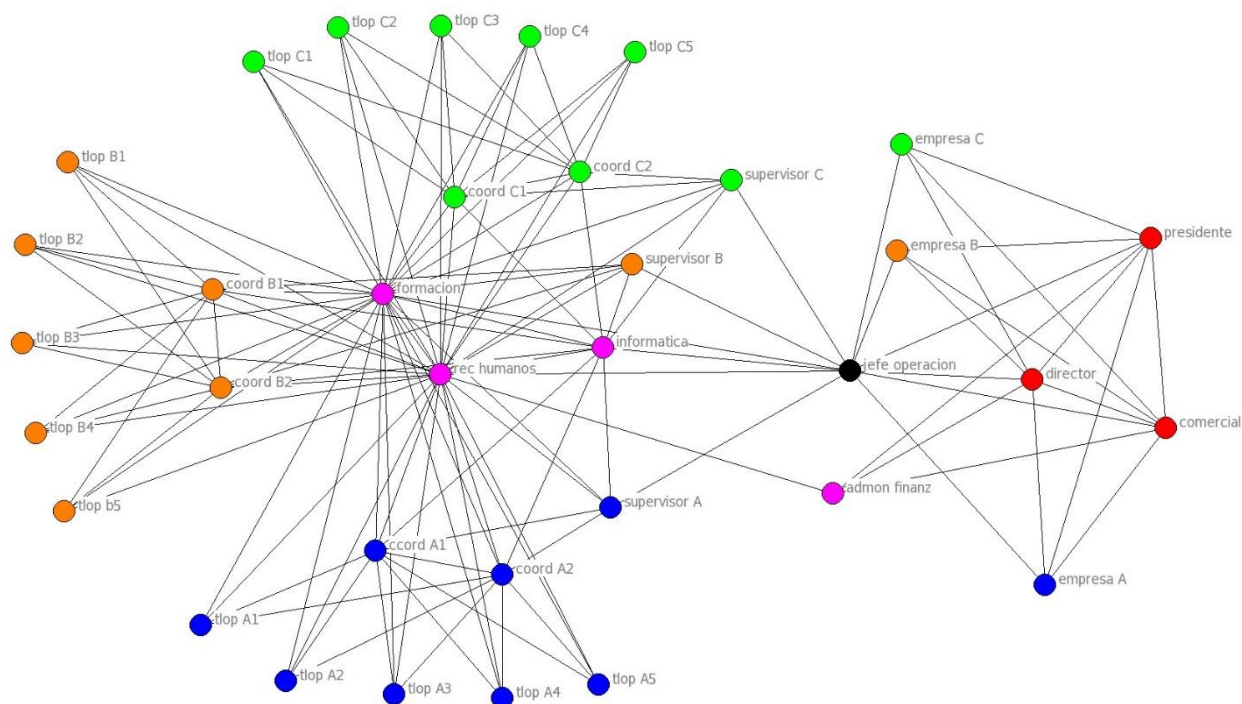 tlop C1
tlop C2
tlop C3
tlop C4
tlop C5
empresa C
tlop B1
coord C2
supervisor C
coord C1
presidente
tlop B2
empresa B
supervisor B
coord B1
formacion
tlop B3
informatica
jefe operacion
director
rec humanos
coord B2
comercial
tlop B4
admon finanz
tlop b5
supervisor A
ccord A1
coord A2
empresa A
tlop A1
tlop A2
tlop A3
tlop A4
tlop A5